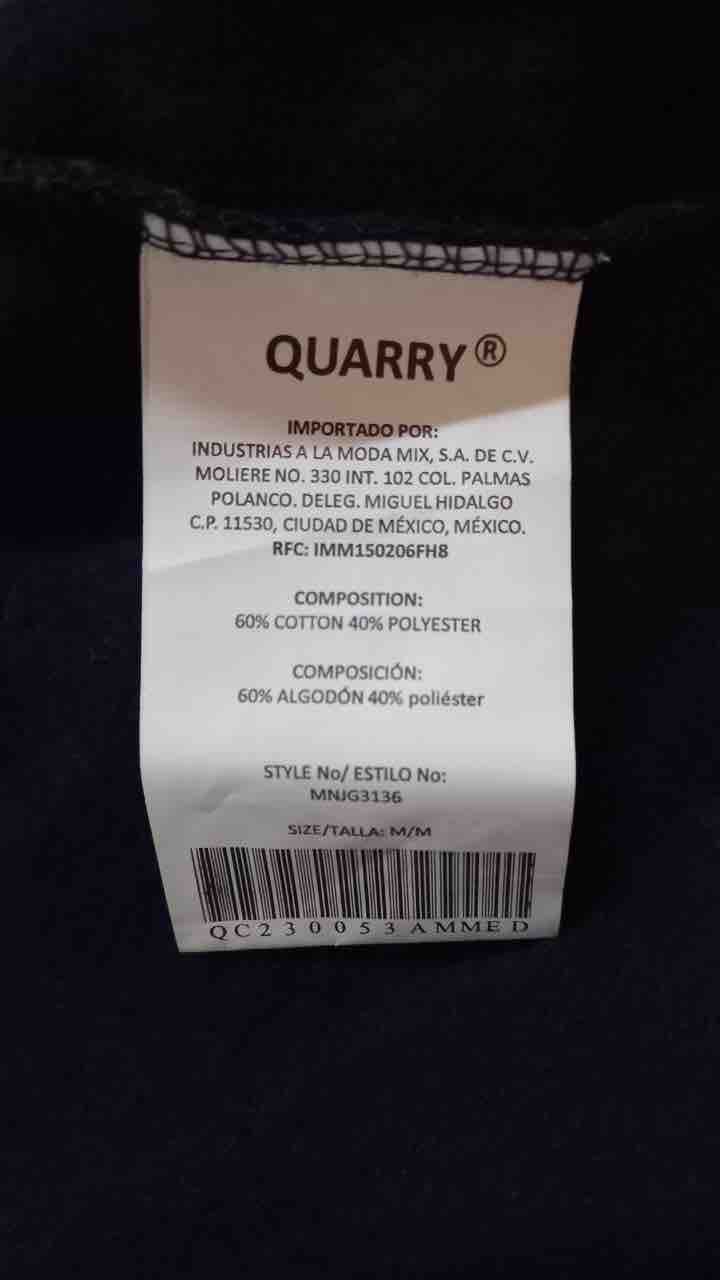 QUARRY®
IMPORTADO POR:
INDUSTRIAS A LA MODA MIX, S.A. DE C.V.
MOLIERE NO. 330 INT. 102 COL. PALMAS
POLANCO. DELEG. MIGUEL HIDALGO
C.P. 11530, CIUDAD DE MÉXICO, MÉXICO.
RFC: IMM150206FH8
COMPOSITION:
60% COTTON 40% POLYESTER
COMPOSICIÓN:
60% ALGODÓN 40% poliéster
STYLE No/ ESTILO No:
MNJG3136
SIZE/TALLA: M/M
QC230053AMMED